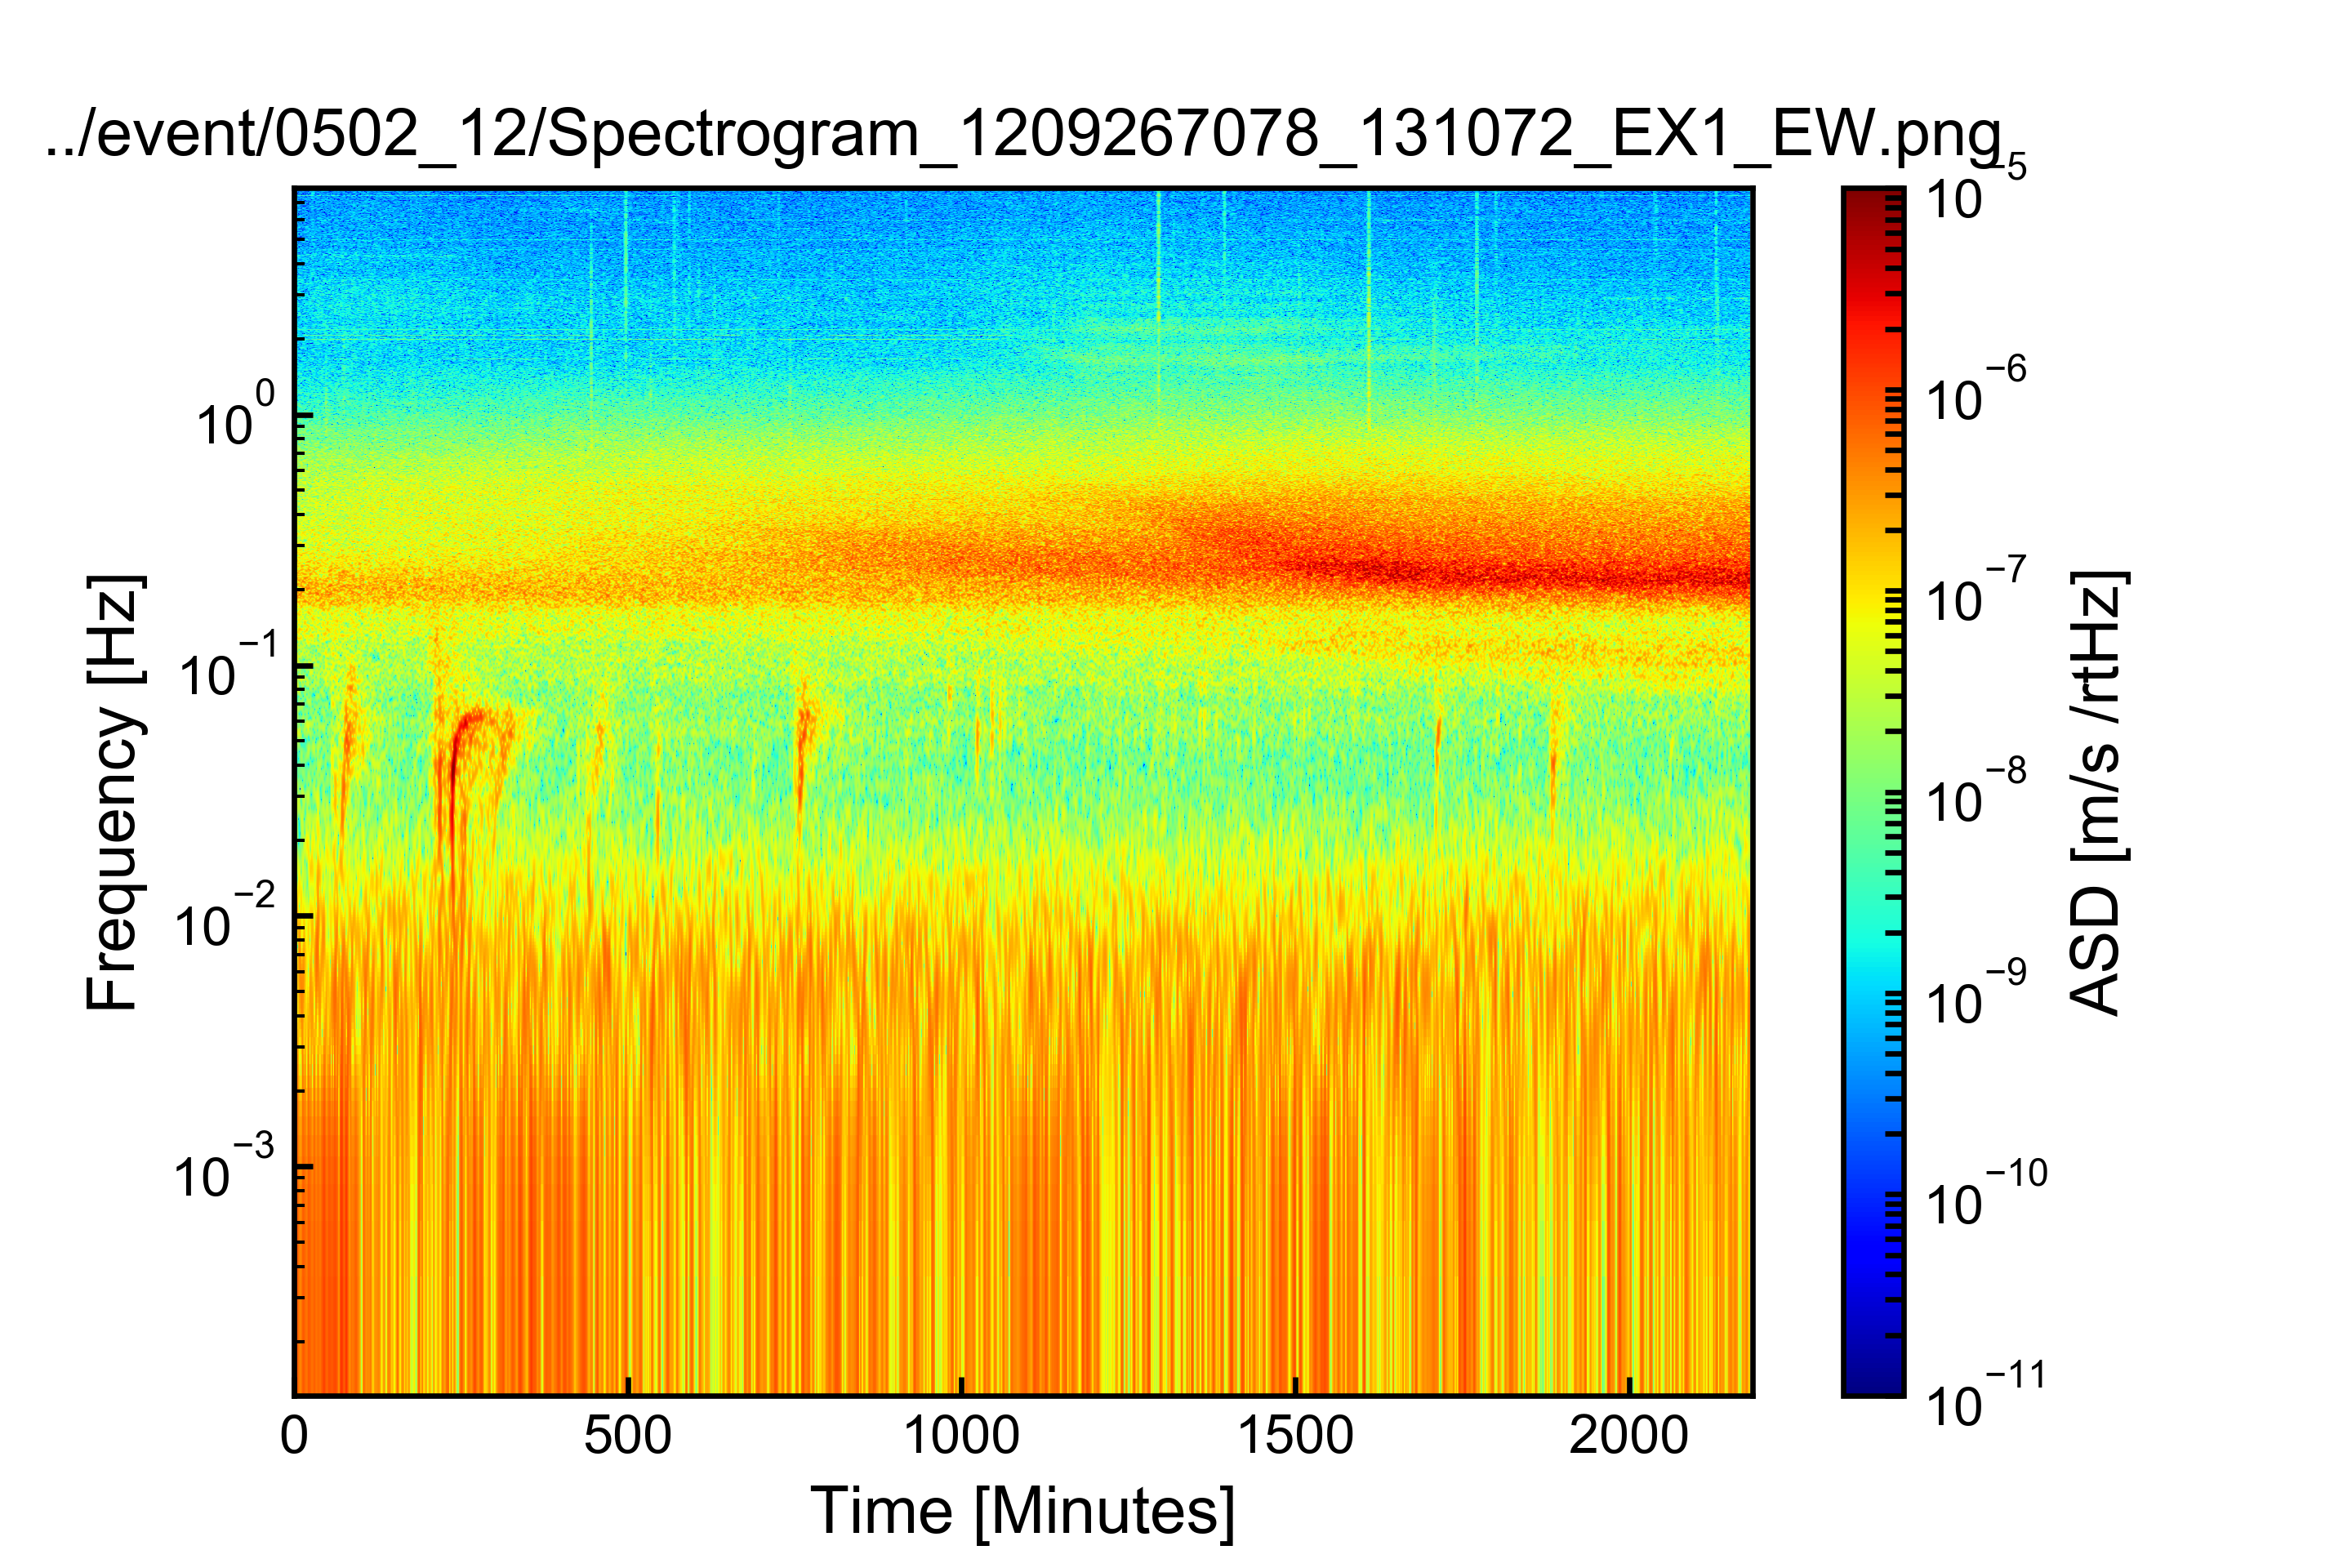 ../event/0502_12/Spectrogram_1209267078_131072_EX1_EW.png
Frequency [Hz]
10^0
10^−1
10^−2
10^−3
0 500 1000 1500 2000
Time [Minutes]
10^−5
10^−6
10^−7
10^−8
10^−9
10^−10
10^−11
ASD [m/s /rtHz]